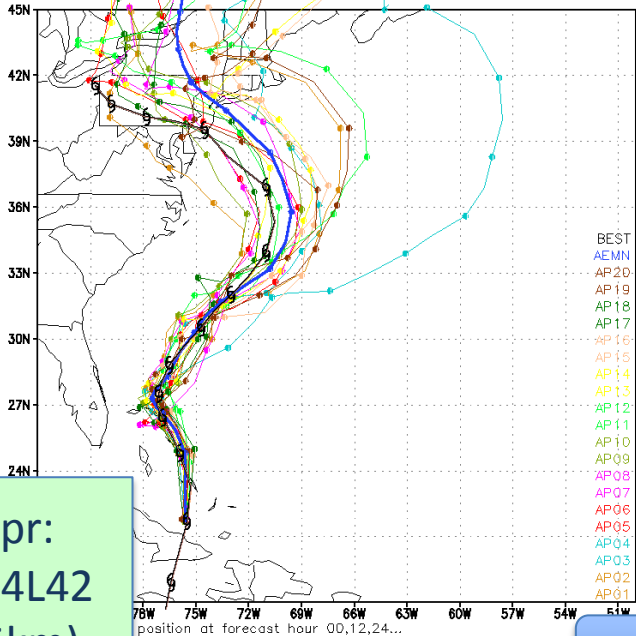 45N
42N
39N
36N
33N
30N
27N
24N
BEST
AEMN
AP20
AP19
AP18
AP17
AP16
AP15
AP14
AP13
AP12
AP11
AP10
AP09
AP08
AP07
AP06
AP05
AP04
AP03
AP02
AP01
78W 75W 72W 69W 66W 63W 60W 57W 54W 51W
position at forecast hour 00,12,24...
pr:
4L42
km)